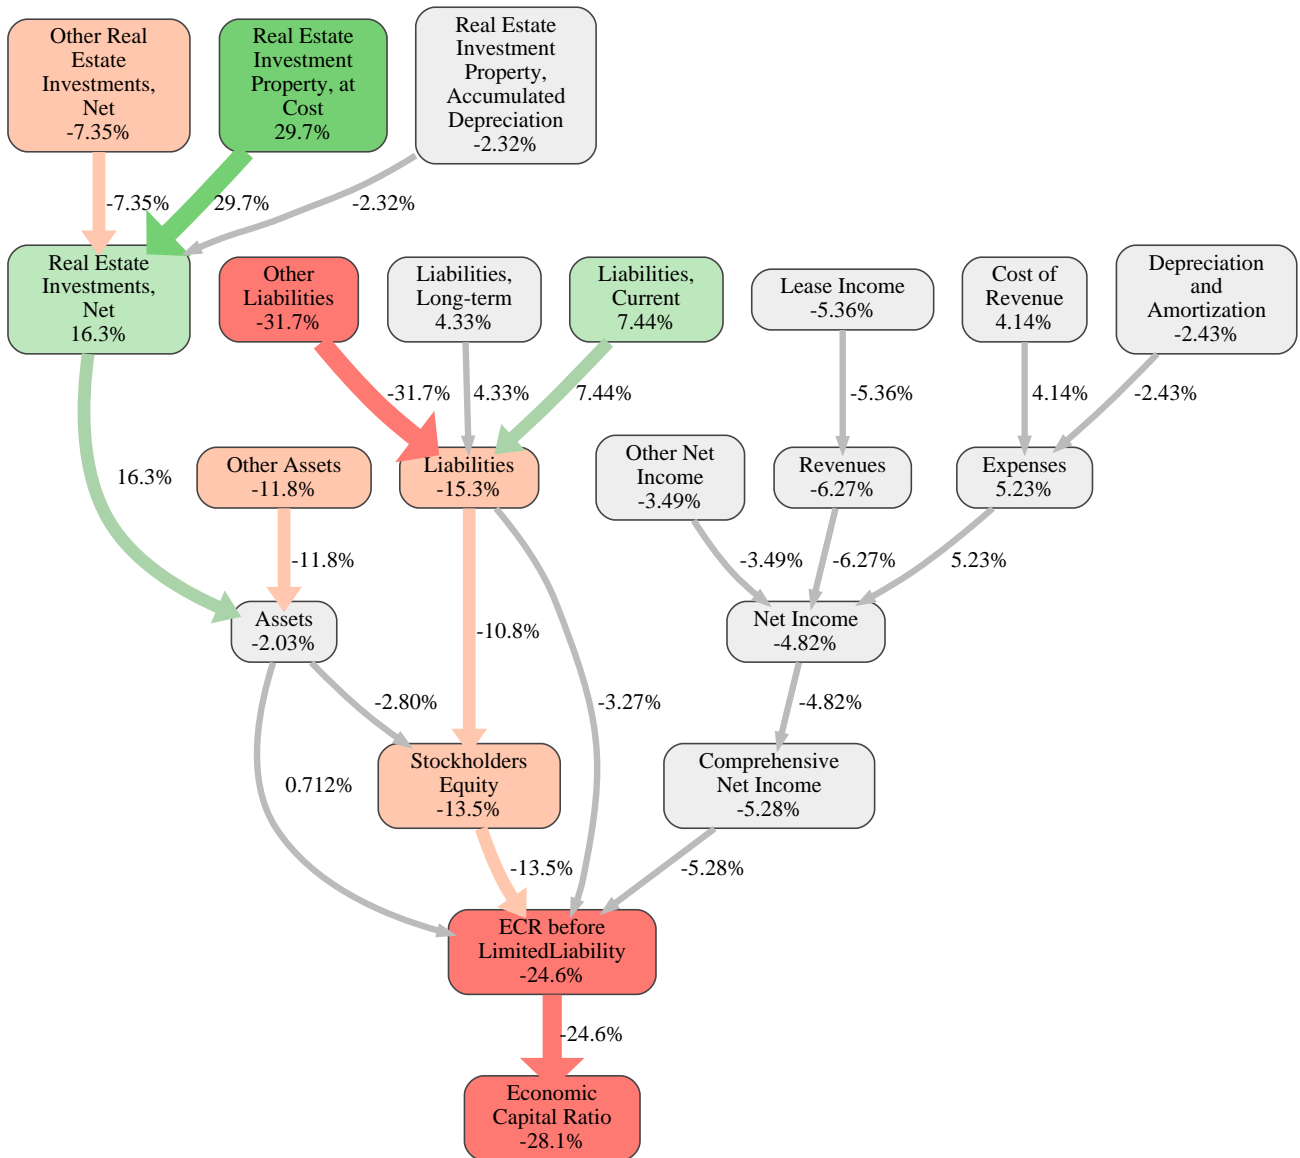 Other Real
Estate
Investments,
Net
-7.35%
Real Estate
Investment
Property, at
Cost
29.7%
Real Estate
Investment
Property,
Accumulated
Depreciation
-2.32%
-7.35%
29.7%
-2.32%
Real Estate
Investments,
Net
16.3%
Other
Liabilities
-31.7%
Liabilities,
Long-term
4.33%
Liabilities,
Current
7.44%
Lease Income
-5.36%
Cost of
Revenue
4.14%
Depreciation
and
Amortization
-2.43%
-31.7%
4.33%
7.44%
-5.36%
4.14%
-2.43%
16.3%
Other Assets
-11.8%
Liabilities
-15.3%
Other Net
Income
-3.49%
Revenues
-6.27%
Expenses
5.23%
-11.8%
-10.8%
-3.49%
-6.27%
5.23%
Assets
-2.03%
Net Income
-4.82%
-2.80%
-3.27%
-4.82%
0.712%
Stockholders
Equity
-13.5%
Comprehensive
Net Income
-5.28%
-13.5%
-5.28%
ECR before
LimitedLiability
-24.6%
-24.6%
Economic
Capital Ratio
-28.1%